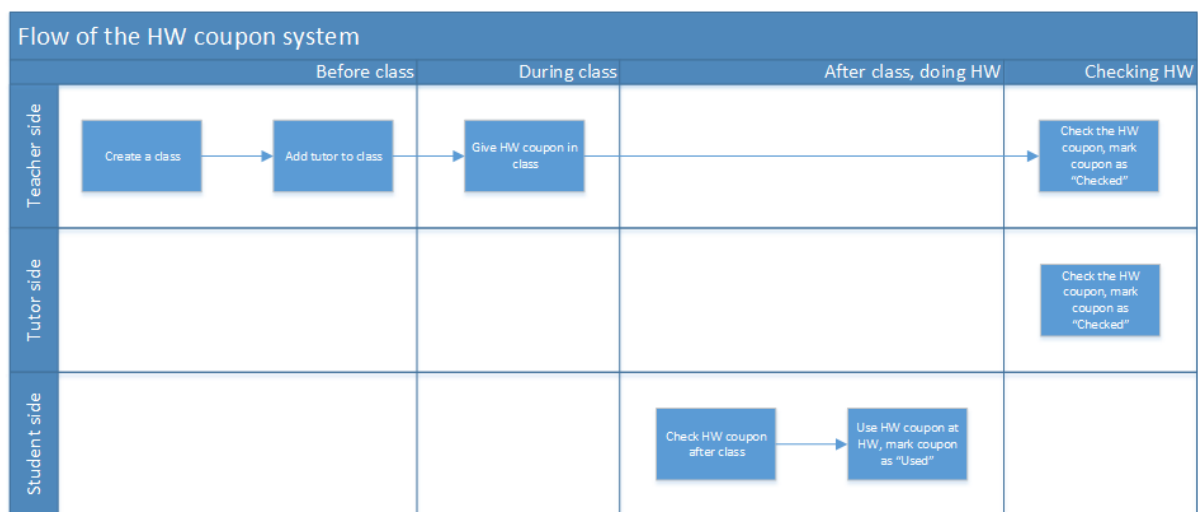 Flow of the HW coupon system
Before class
During class
After class, doing HW
Checking HW
Teacher side
Create a class
Add tutor to class
Give HW coupon in
class
Check the HW
coupon, mark
coupon as
“Checked”
Tutor side
Check the HW
coupon, mark
coupon as
“Checked”
Student side
Check HW coupon
after class
Use HW coupon at
HW, mark coupon
as “Used”